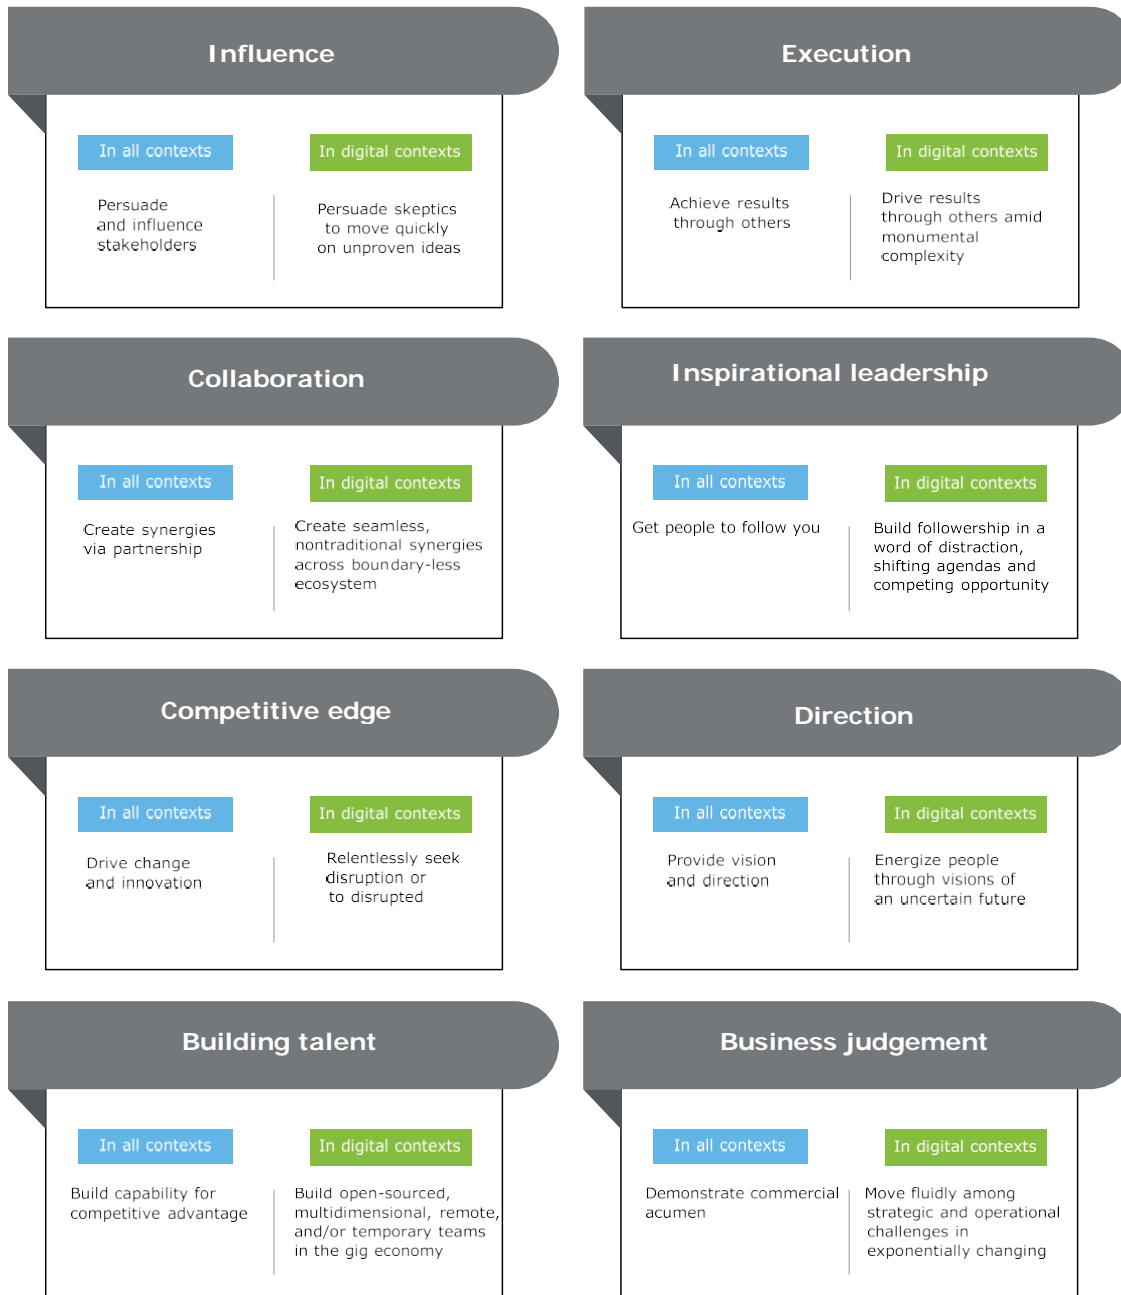 Influence
In all contexts
In digital contexts
Persuade
and influence
stakeholders
Persuade skeptics
to move quickly
on unproven ideas
Execution
In all contexts
In digital contexts
Achieve results
through others
Drive results
through others amid
monumental
complexity
Collaboration
In all contexts
In digital contexts
Create synergies
via partnership
Create seamless,
nontraditional synergies
across boundary-less
ecosystem
Inspirational leadership
In all contexts
In digital contexts
Get people to follow you
Build followership in a
word of distraction,
shifting agendas and
competing opportunity
Competitive edge
In all contexts
In digital contexts
Drive change
and innovation
Relentlessly seek
disruption or
to disrupted
Direction
In all contexts
In digital contexts
Provide vision
and direction
Energize people
through visions of
an uncertain future
Building talent
In all contexts
In digital contexts
Build capability for
competitive advantage
Build open-sourced,
multidimensional, remote,
and/or temporary teams
in the gig economy
Business judgement
In all contexts
In digital contexts
Demonstrate commercial
acumen
Move fluidly among
strategic and operational
challenges in
exponentially changing